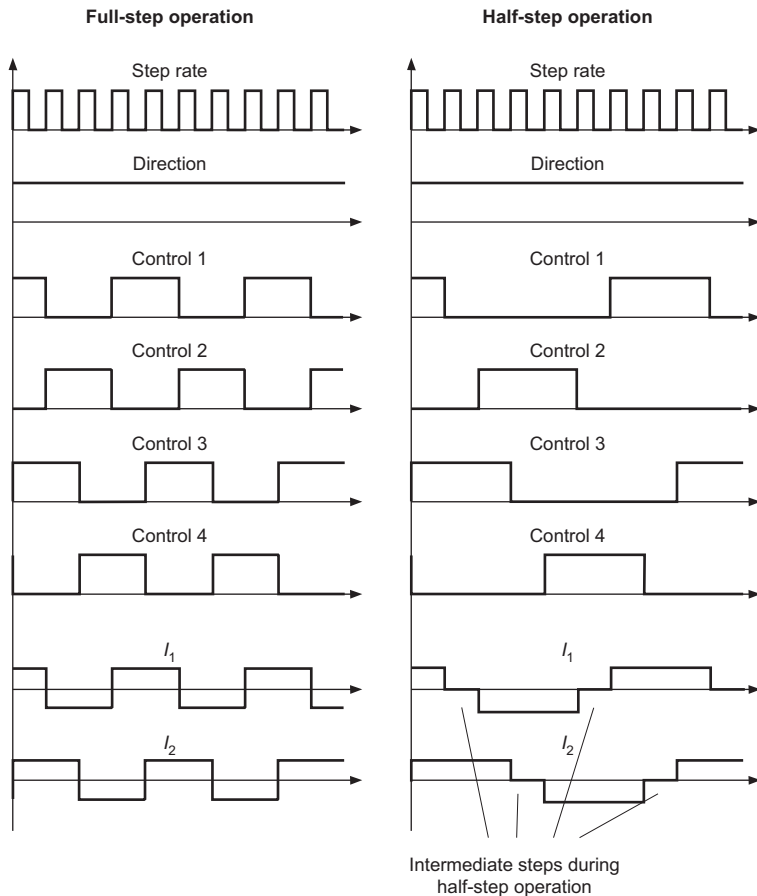 Full-step operation
Half-step operation
Step rate
Step rate
Direction
Direction
Control 1
Control 1
Control 2
Control 2
Control 3
Control 3
Control 4
Control 4
I1
I1
I2
I2
Intermediate steps during
half-step operation